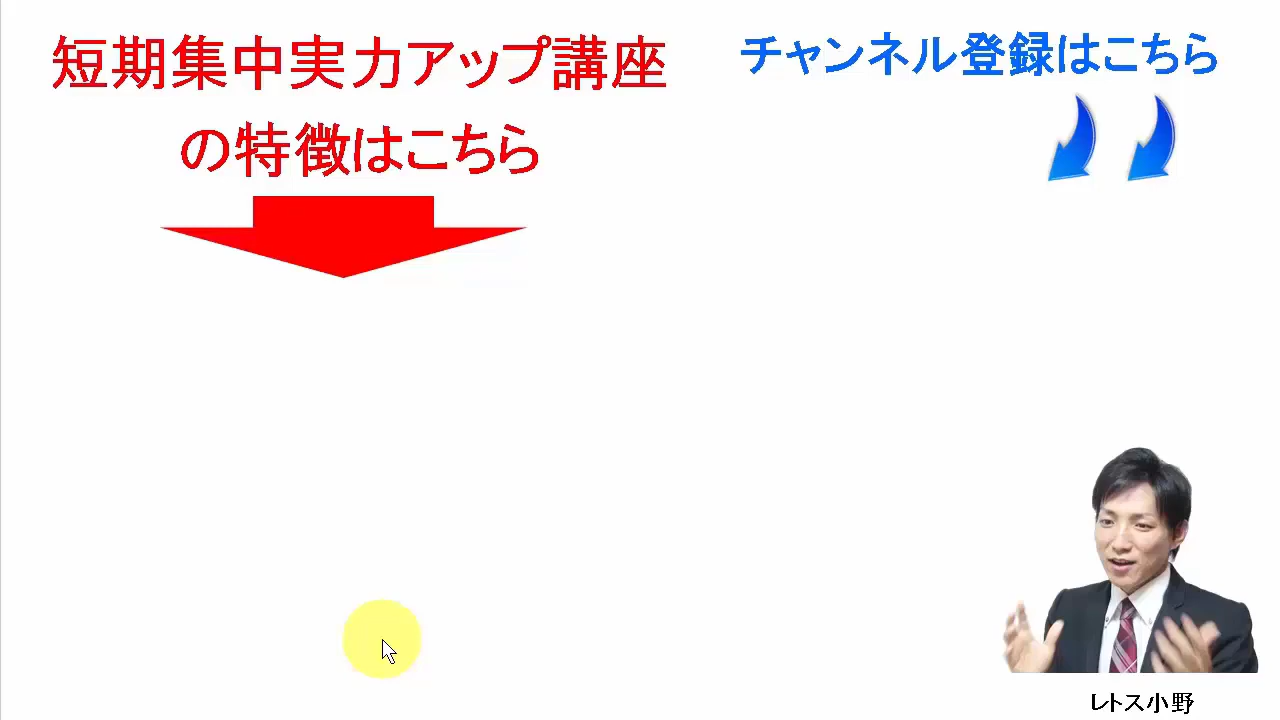 短期集中実力アップ講座
の特徴はこちら
チャンネル登録はこちら
レトス小野